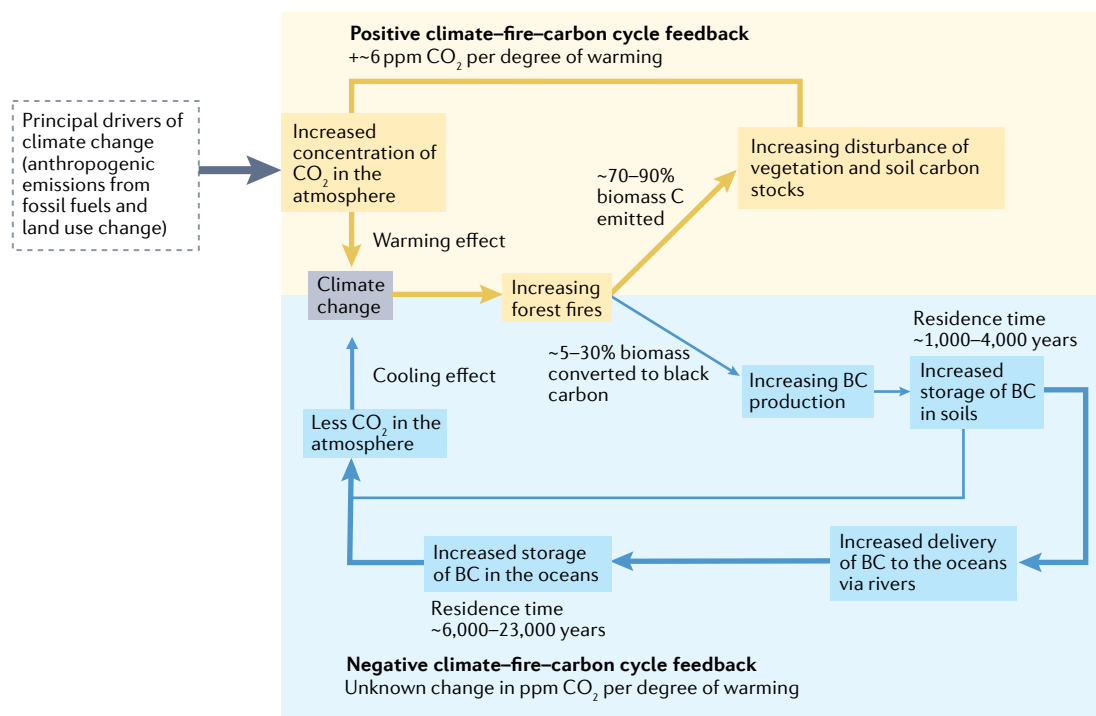 Positive climate–fire–carbon cycle feedback
+~6 ppm CO₂ per degree of warming
Principal drivers of
climate change
(anthropogenic
emissions from
fossil fuels and
land use change)
Increased
concentration of
CO₂ in the
atmosphere
Increasing disturbance of
vegetation and soil carbon
stocks
~70–90%
biomass C
emitted
Warming effect
Climate
change
Increasing
forest fires
~5–30% biomass
converted to black
carbon
Residence time
~1,000–4,000 years
Increasing BC
production
Increased
storage of BC
in soils
Cooling effect
Less CO₂ in the
atmosphere
Increased storage
of BC in the oceans
Increased delivery
of BC to the oceans
via rivers
Residence time
~6,000–23,000 years
Negative climate–fire–carbon cycle feedback
Unknown change in ppm CO₂ per degree of warming